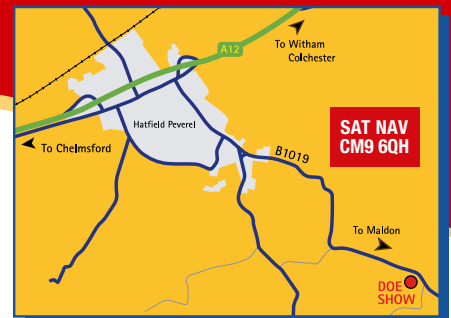 To Witham
Colchester
A12
Hatfield Peverel
SAT NAV
CM9 6QH
To Chelmsford
B1019
To Maldon
DOE
SHOW